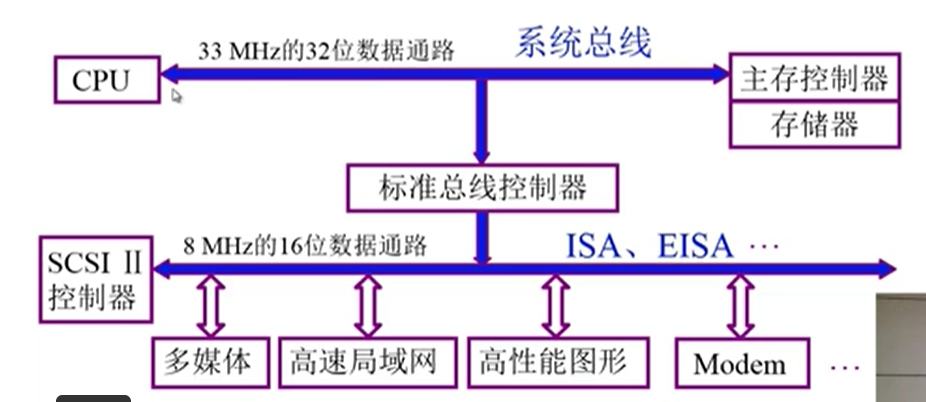 33 MHz的32位数据通路
系统总线
CPU
主存控制器
存储器
标准总线控制器
8 MHz的16位数据通路
ISA、EISA ···
SCSI Ⅱ
控制器
多媒体
高速局域网
高性能图形
Modem
···